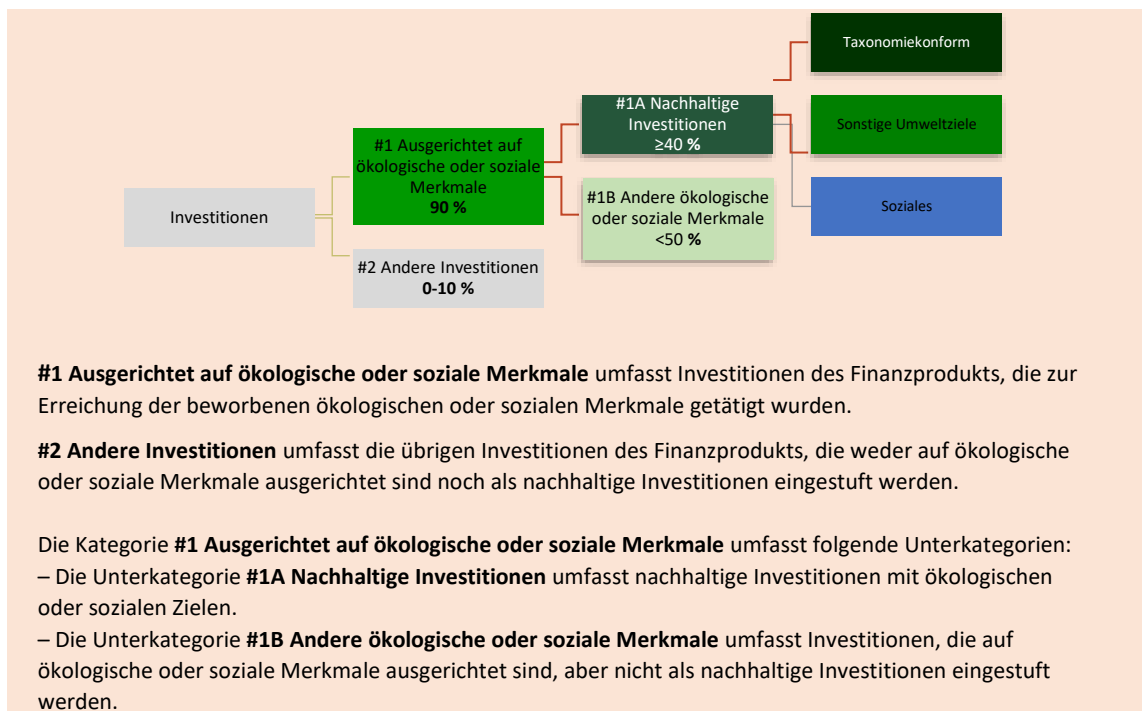 Taxonomiekonform
#1A Nachhaltige
Investitionen
≥40 %
Sonstige Umweltziele
#1 Ausgerichtet auf
ökologische oder soziale
Merkmale
90 %
#1B Andere ökologische
oder soziale Merkmale
<50 %
Soziales
Investitionen
#2 Andere Investitionen
0-10 %
#1 Ausgerichtet auf ökologische oder soziale Merkmale umfasst Investitionen des Finanzprodukts, die zur
Erreichung der beworbenen ökologischen oder sozialen Merkmale getätigt wurden.
#2 Andere Investitionen umfasst die übrigen Investitionen des Finanzprodukts, die weder auf ökologische
oder soziale Merkmale ausgerichtet sind noch als nachhaltige Investitionen eingestuft werden.
Die Kategorie #1 Ausgerichtet auf ökologische oder soziale Merkmale umfasst folgende Unterkategorien:
– Die Unterkategorie #1A Nachhaltige Investitionen umfasst nachhaltige Investitionen mit ökologischen
oder sozialen Zielen.
– Die Unterkategorie #1B Andere ökologische oder soziale Merkmale umfasst Investitionen, die auf
ökologische oder soziale Merkmale ausgerichtet sind, aber nicht als nachhaltige Investitionen eingestuft
werden.